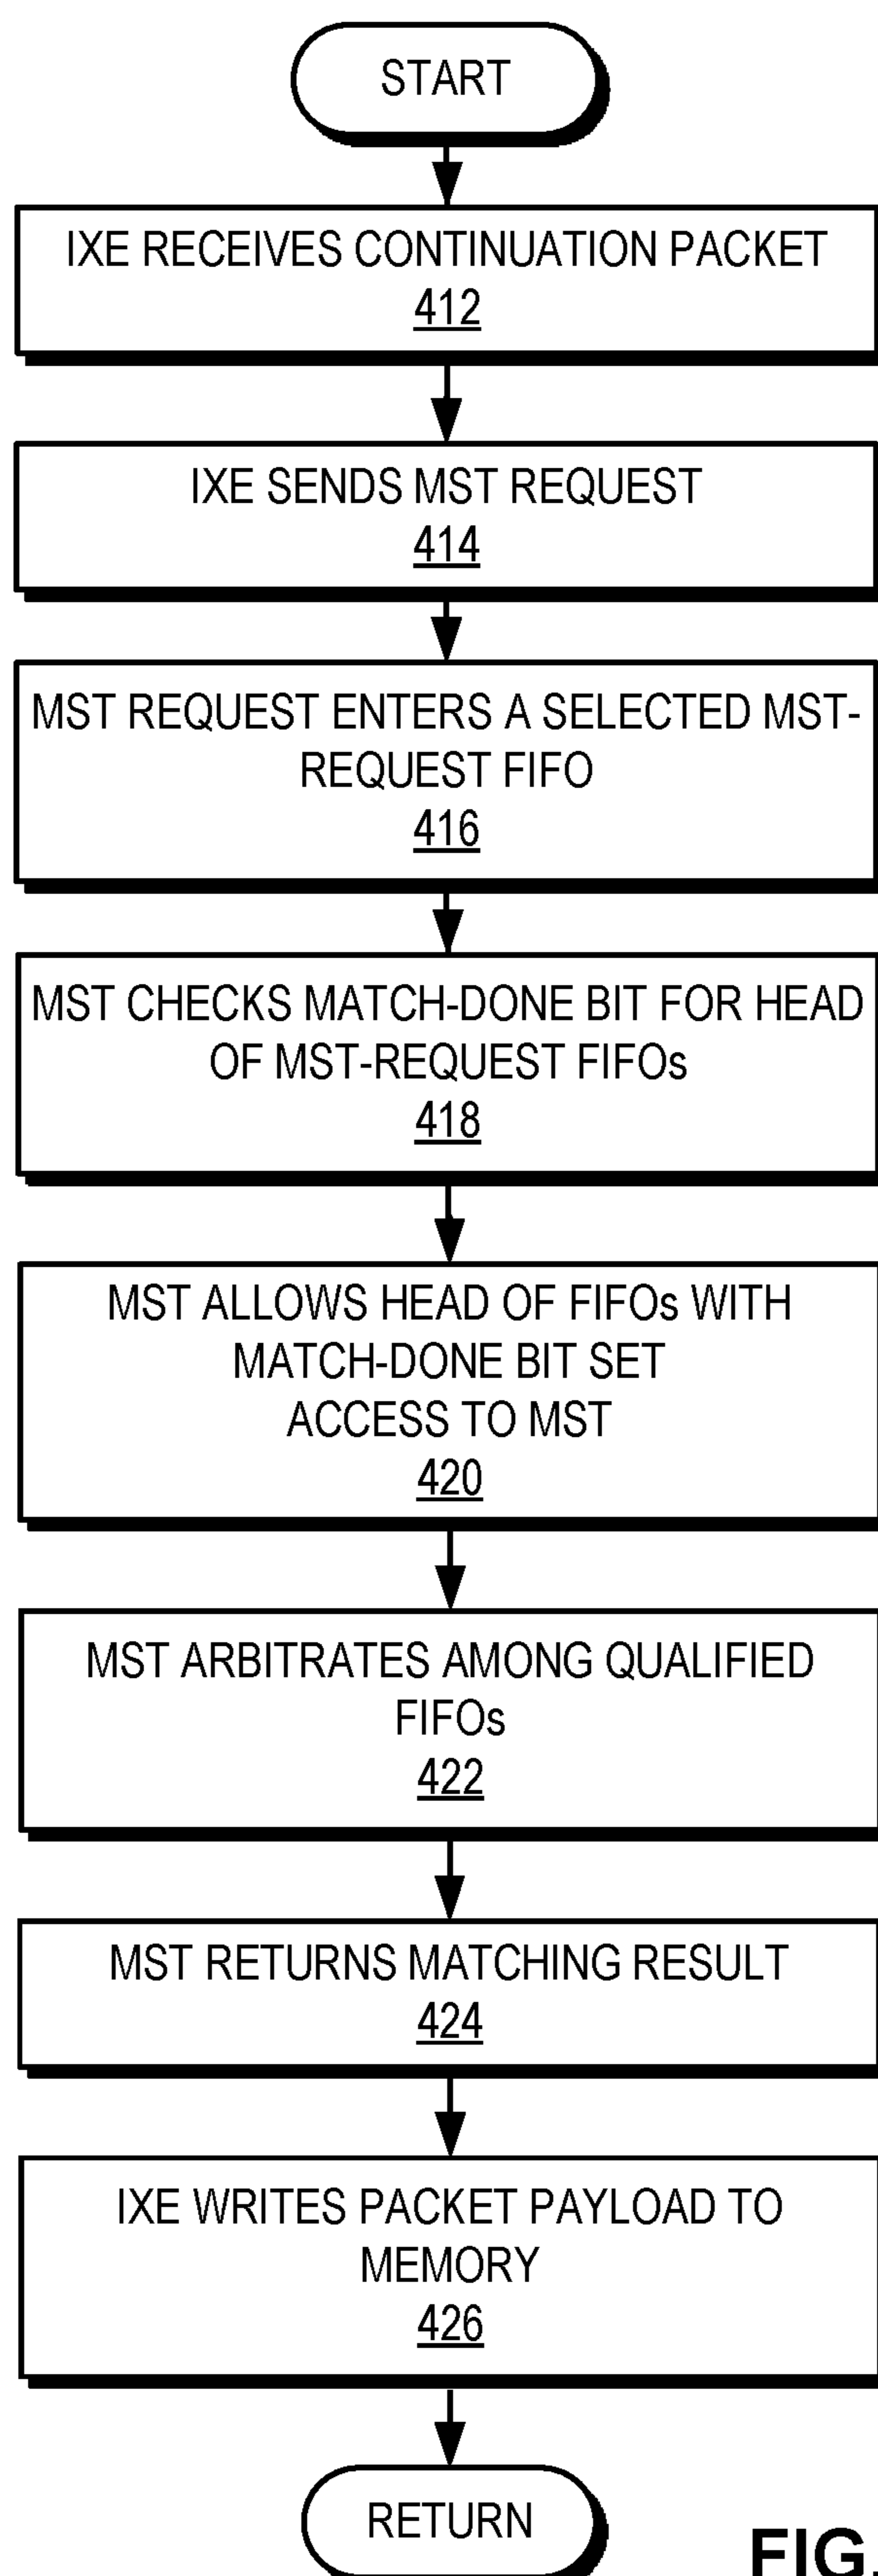 START
IXE RECEIVES CONTINUATION PACKET
412
IXE SENDS MST REQUEST
414
MST REQUEST ENTERS A SELECTED MST-
REQUEST FIFO
416
MST CHECKS MATCH-DONE BIT FOR HEAD
OF MST-REQUEST FIFOs
418
MST ALLOWS HEAD OF FIFOs WITH
MATCH-DONE BIT SET
ACCESS TO MST
420
MST ARBITRATES AMONG QUALIFIED
FIFOs
422
MST RETURNS MATCHING RESULT
424
IXE WRITES PACKET PAYLOAD TO
MEMORY
426
RETURN
FIG.